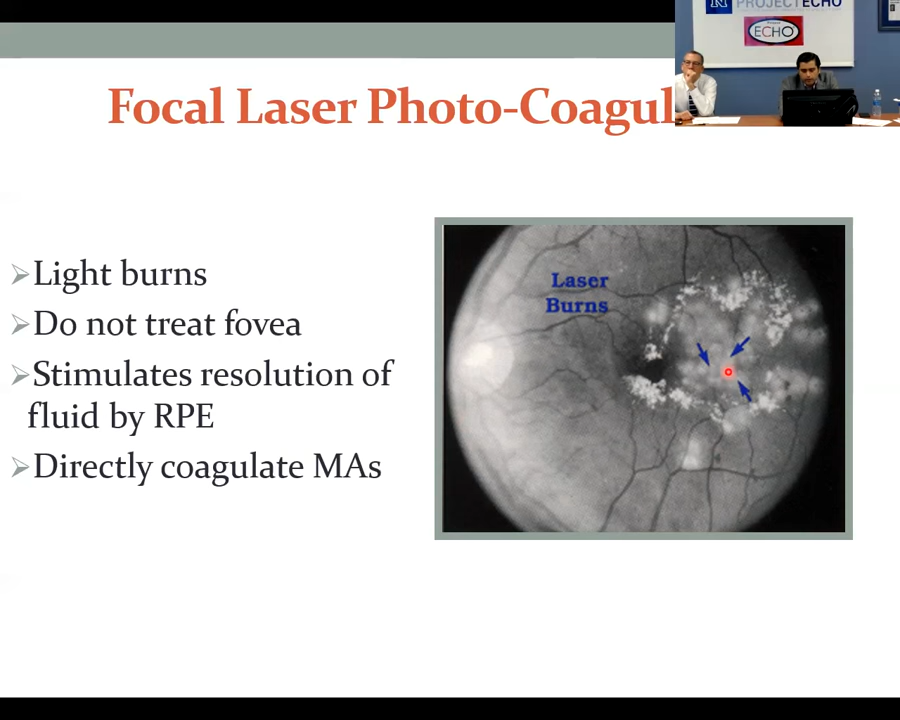 PROJECT ECHO
ECHO
Focal Laser Photo-Coagul
Light burns
Do not treat fovea
Stimulates resolution of
fluid by RPE
Directly coagulate MAs
Laser
Burns